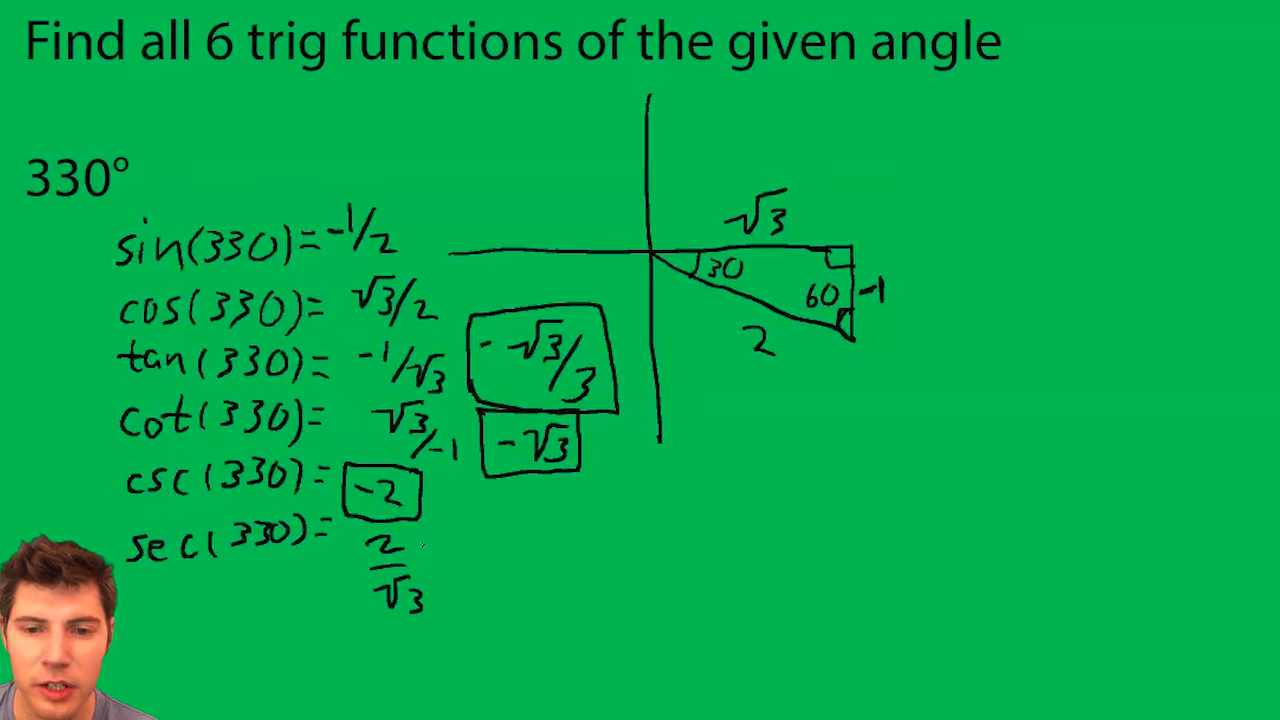 Find all 6 trig functions of the given angle
330°
sin(330)=-1/2
cos(330)= √3/2
tan(330)= -1/√3 -√3/3
cot(330)= √3/-1 -√3
csc(330)= -2
sec(330)= 2/√3
√3
30
60
-1
2